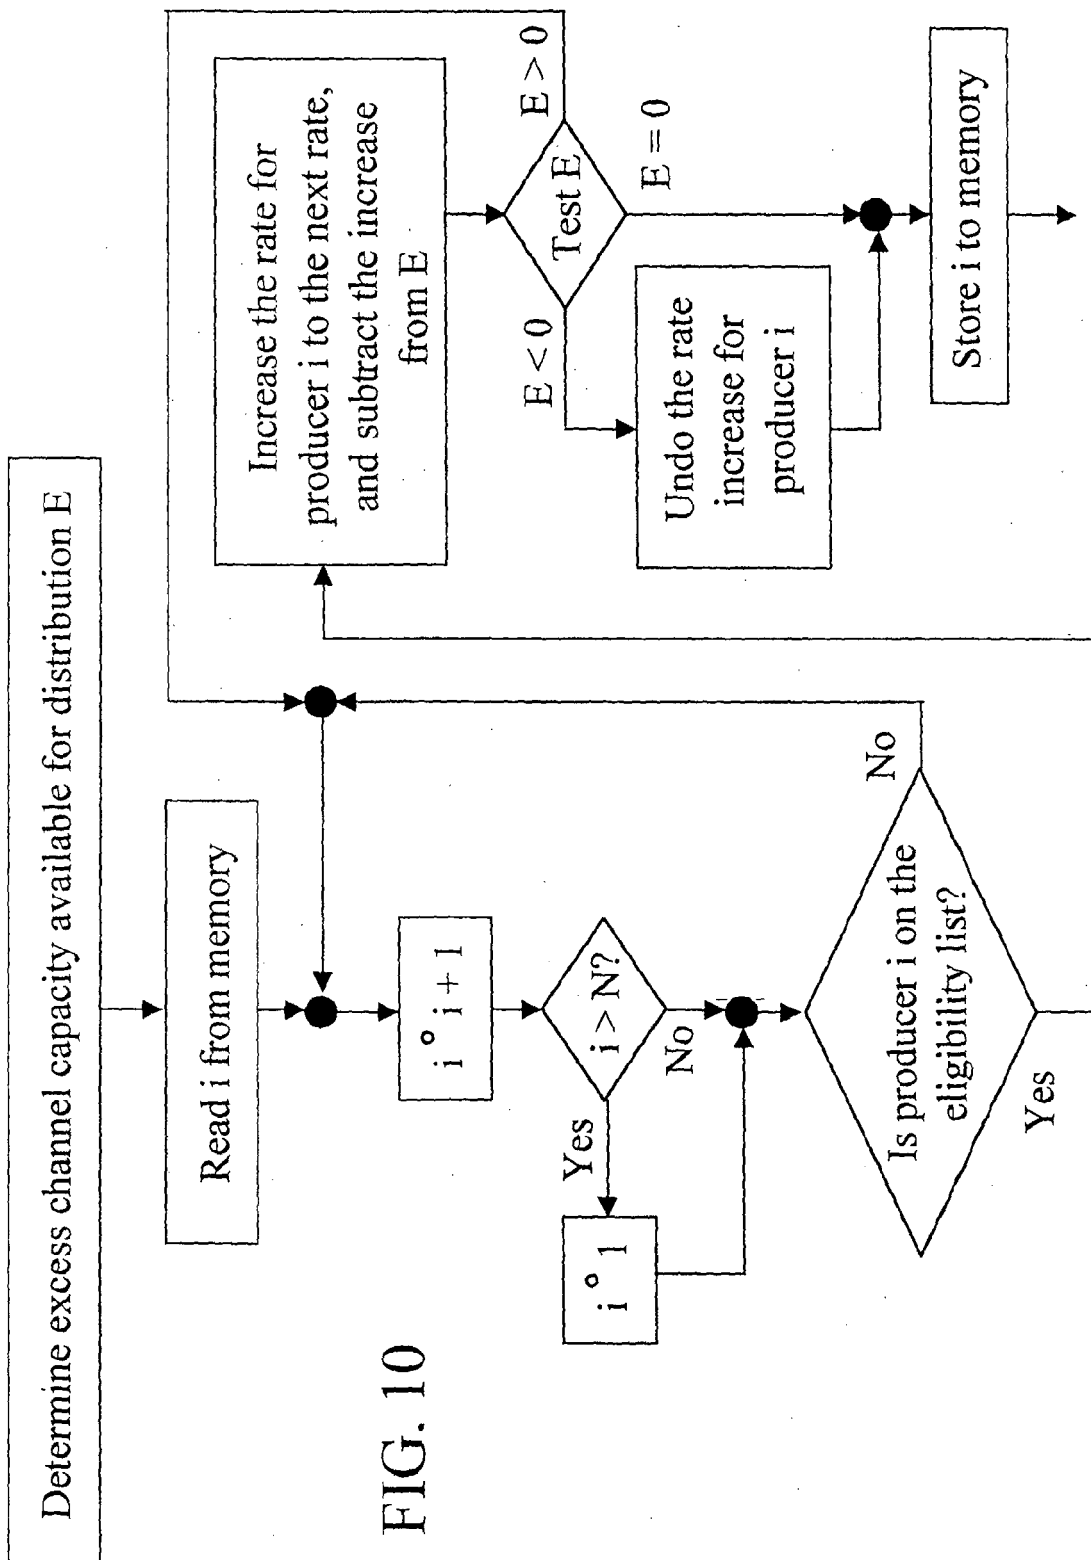 Determine excess channel capacity available for distribution E
Read i from memory
i ° i + 1
i > N?
Yes
No
i ° 1
Is producer i on the
eligibility list?
No
Yes
Increase the rate for
producer i to the next rate,
and subtract the increase
from E
Test E
E > 0
E < 0
E = 0
Undo the rate
increase for
producer i
Store i to memory
FIG. 10